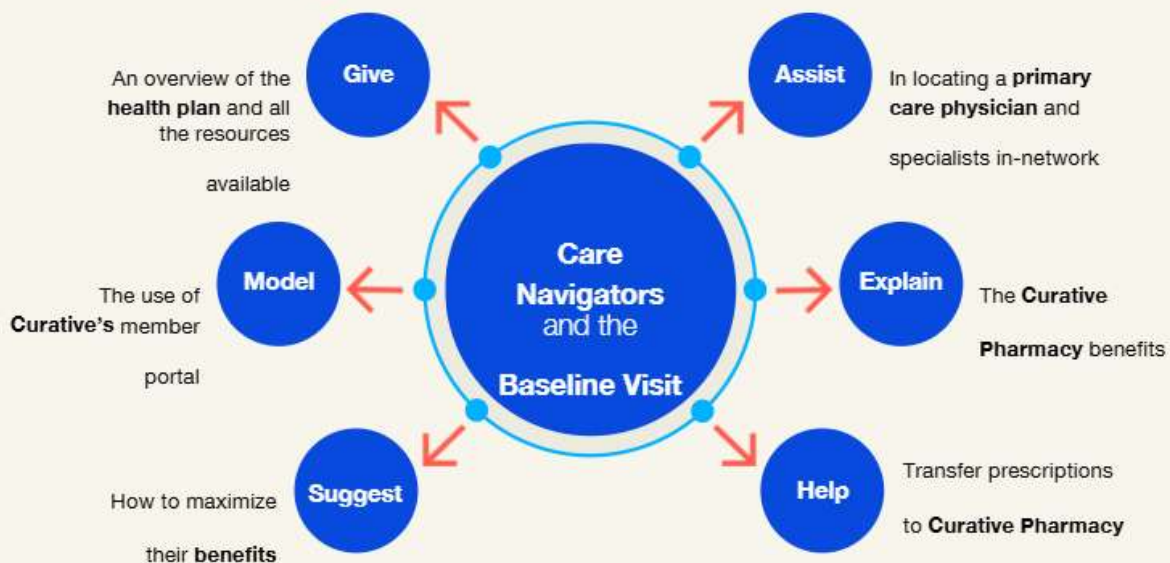 Give
An overview of the
health plan and all
the resources
available
Assist
In locating a primary
care physician and
specialists in-network
Model
The use of
Curative’s member
portal
Care
Navigators
and the
Baseline Visit
Explain
The Curative
Pharmacy benefits
Suggest
How to maximize
their benefits
Help
Transfer prescriptions
to Curative Pharmacy